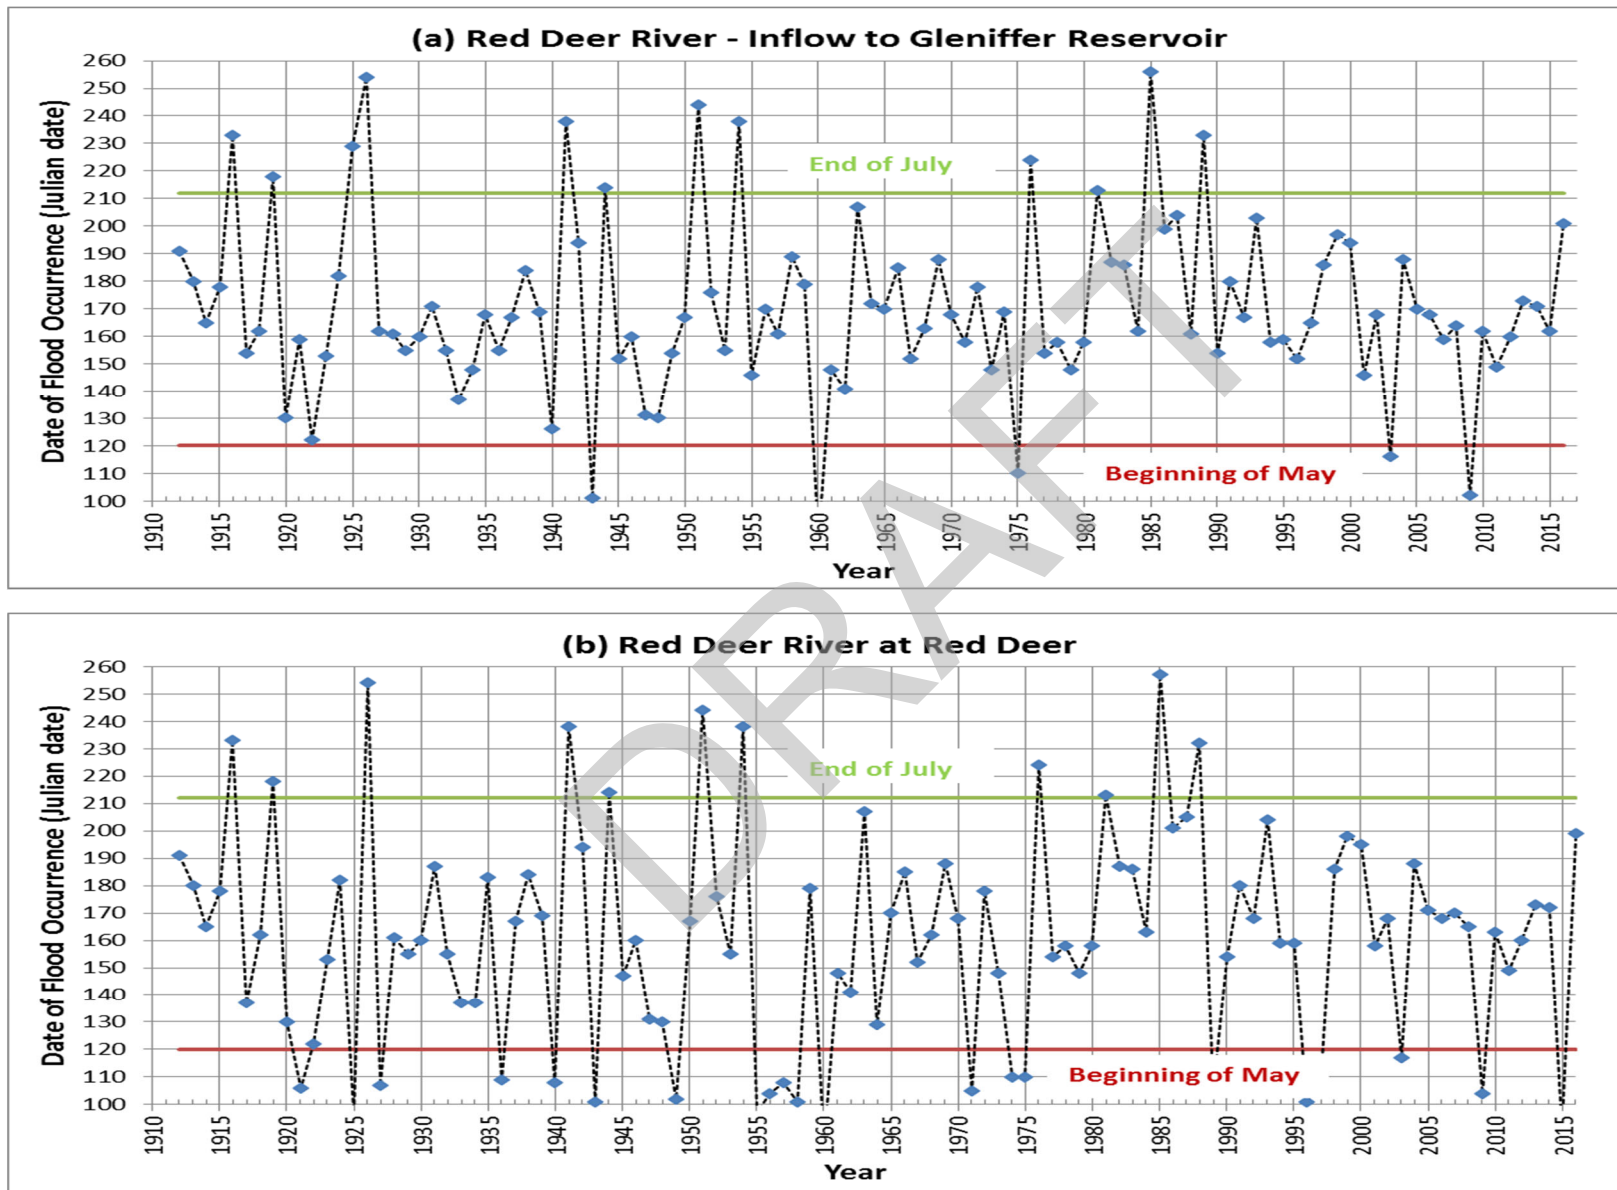 (a) Red Deer River - Inflow to Gleniffer Reservoir
Date of Flood Occurrence (Julian date)
260
250
240
230
220
210
200
190
180
170
160
150
140
130
120
110
100
End of July
Beginning of May
1910 1915 1920 1925 1930 1935 1940 1945 1950 1955 1960 1965 1970 1975 1980 1985 1990 1995 2000 2005 2010 2015
Year
DRAFT
(b) Red Deer River at Red Deer
Date of Flood Occurrence (Julian date)
260
250
240
230
220
210
200
190
180
170
160
150
140
130
120
110
100
End of July
Beginning of May
1910 1915 1920 1925 1930 1935 1940 1945 1950 1955 1960 1965 1970 1975 1980 1985 1990 1995 2000 2005 2010 2015
Year